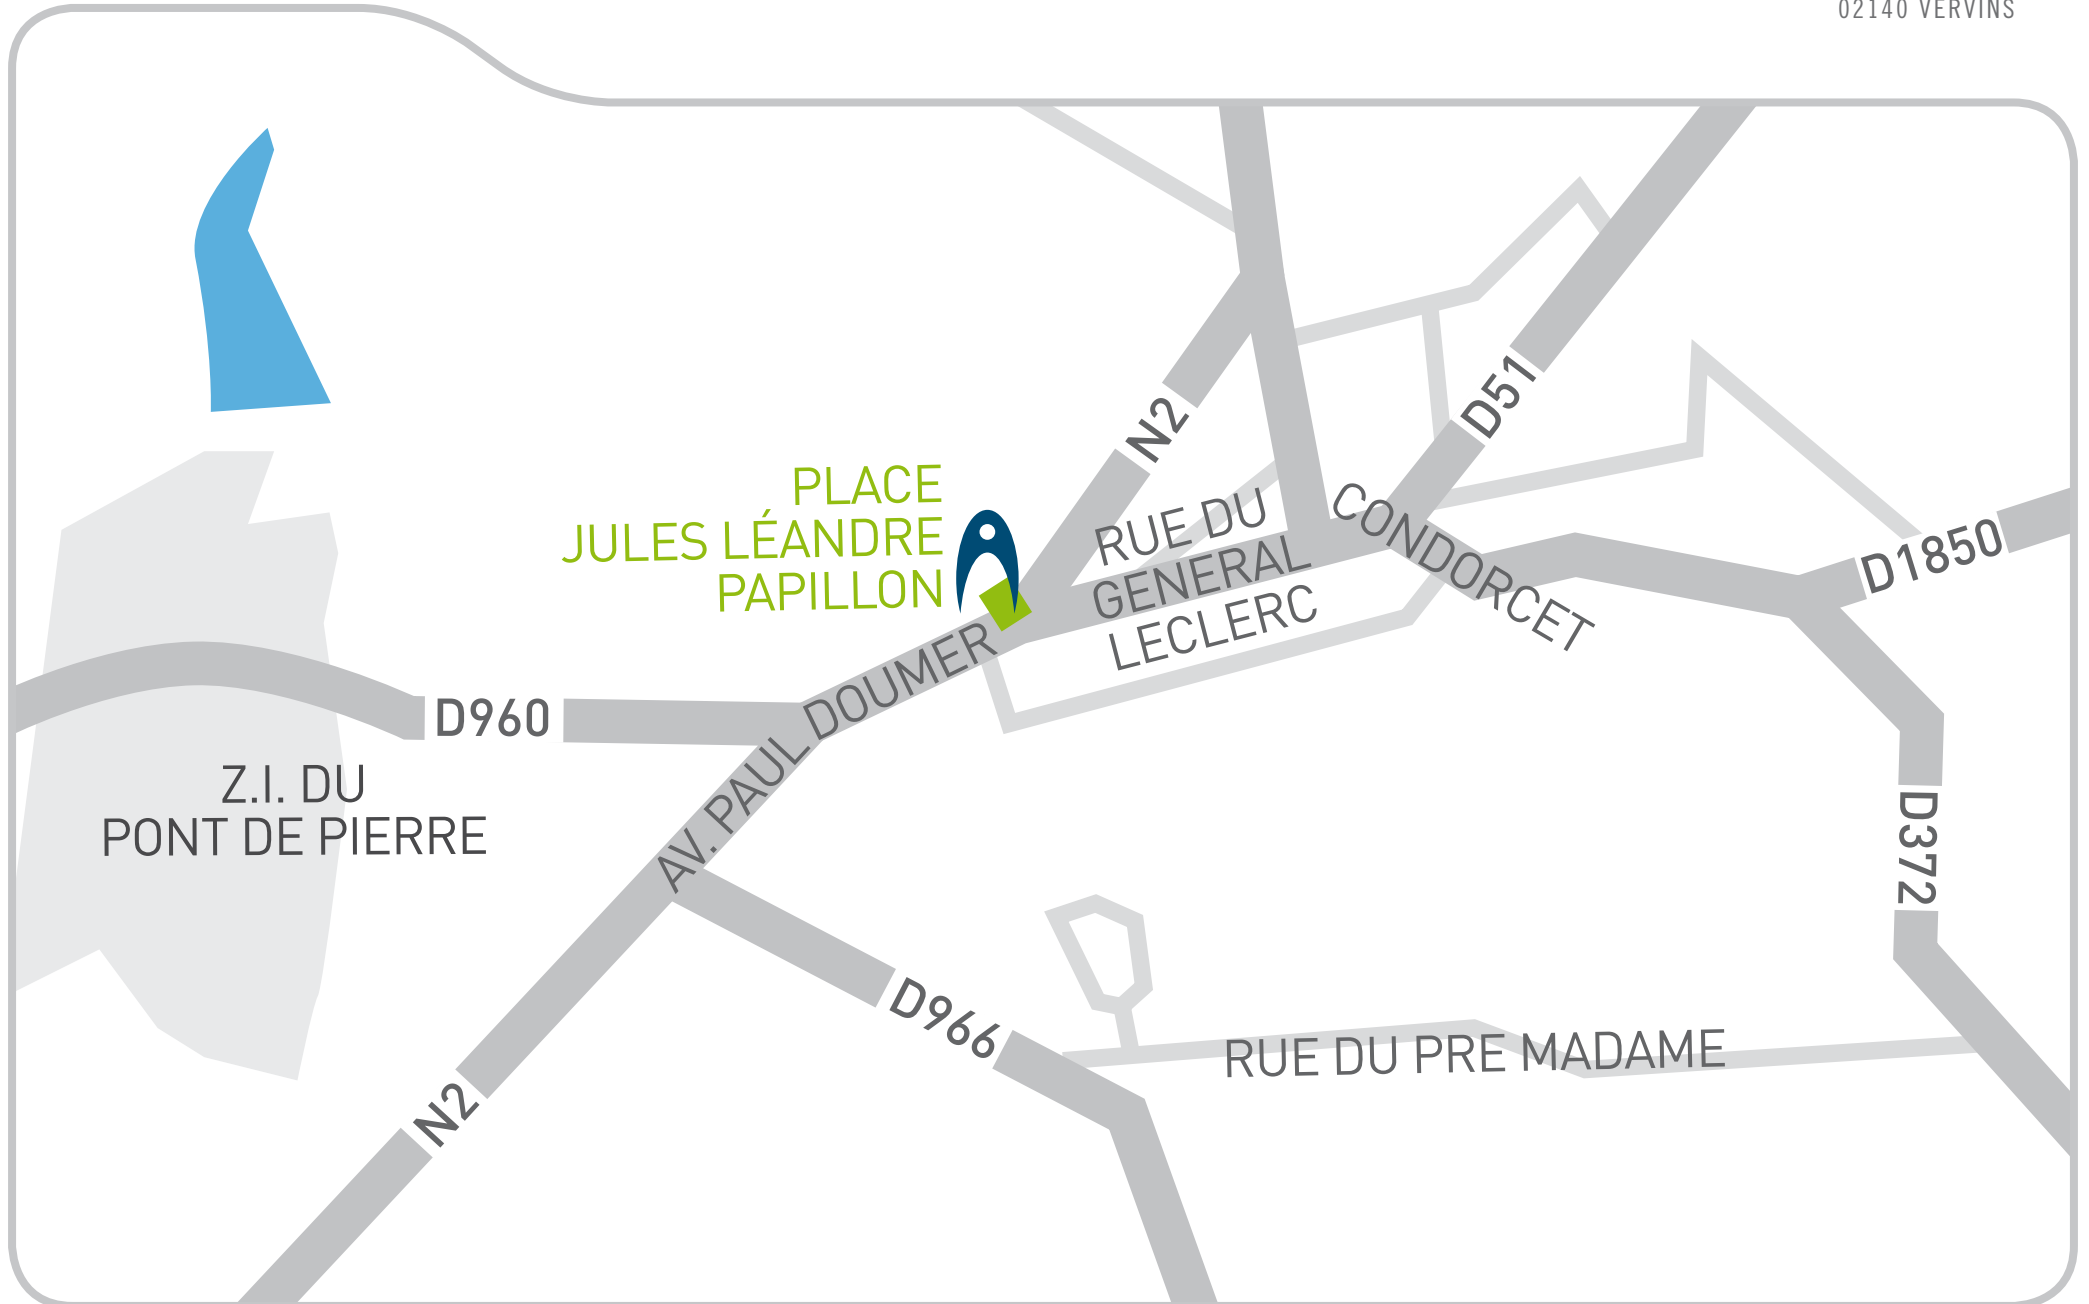 02140 VERVINS
D51
N2
PLACE
JULES LÉANDRE
PAPILLON
RUE DU
GENERAL
LECLERC
CONDORCET
D1850
AV. PAUL DOUMER
D960
Z.I. DU
PONT DE PIERRE
D372
D966
RUE DU PRE MADAME
N2